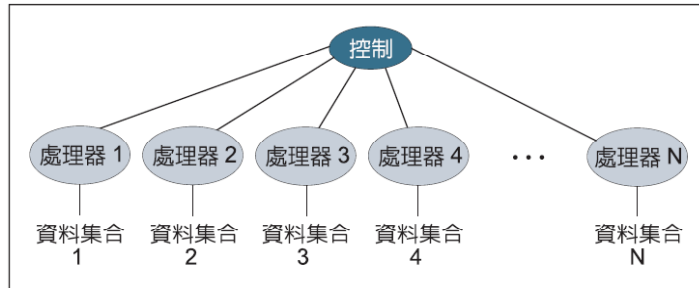 控制
處理器 1
處理器 2
處理器 3
處理器 4
...
處理器 N
資料集合
1
資料集合
2
資料集合
3
資料集合
4
資料集合
N